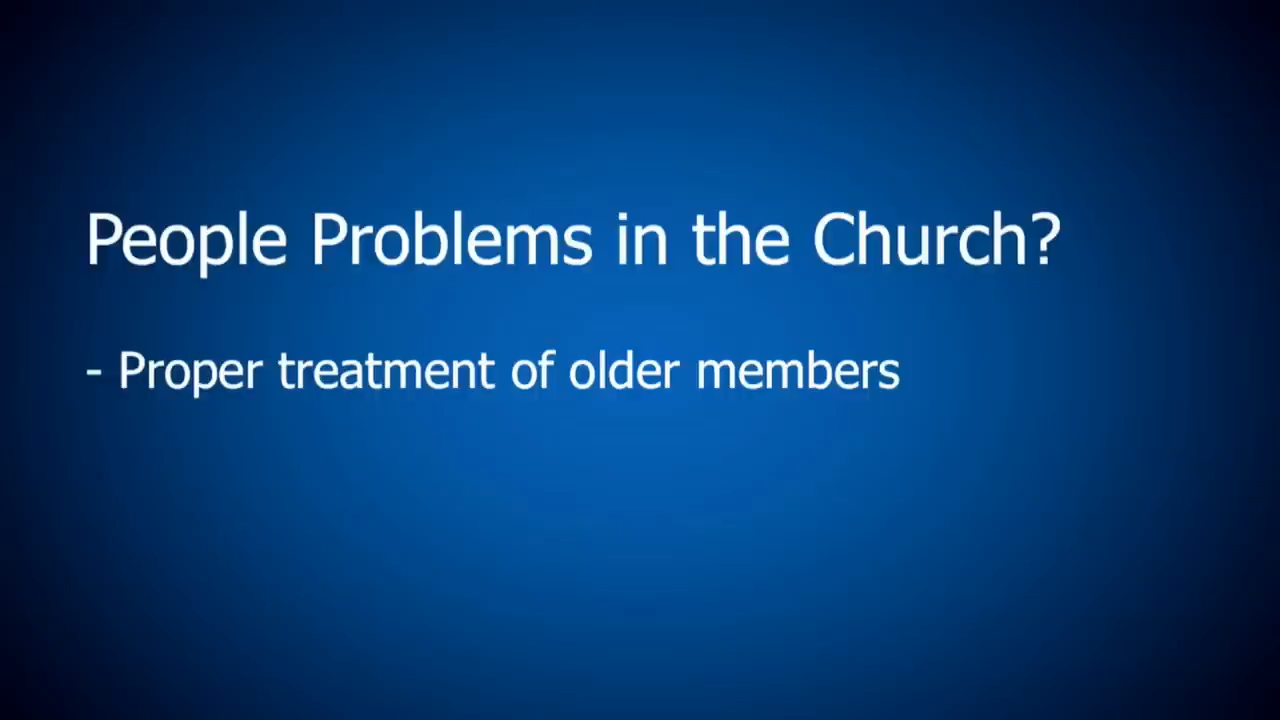 People Problems in the Church?
- Proper treatment of older members